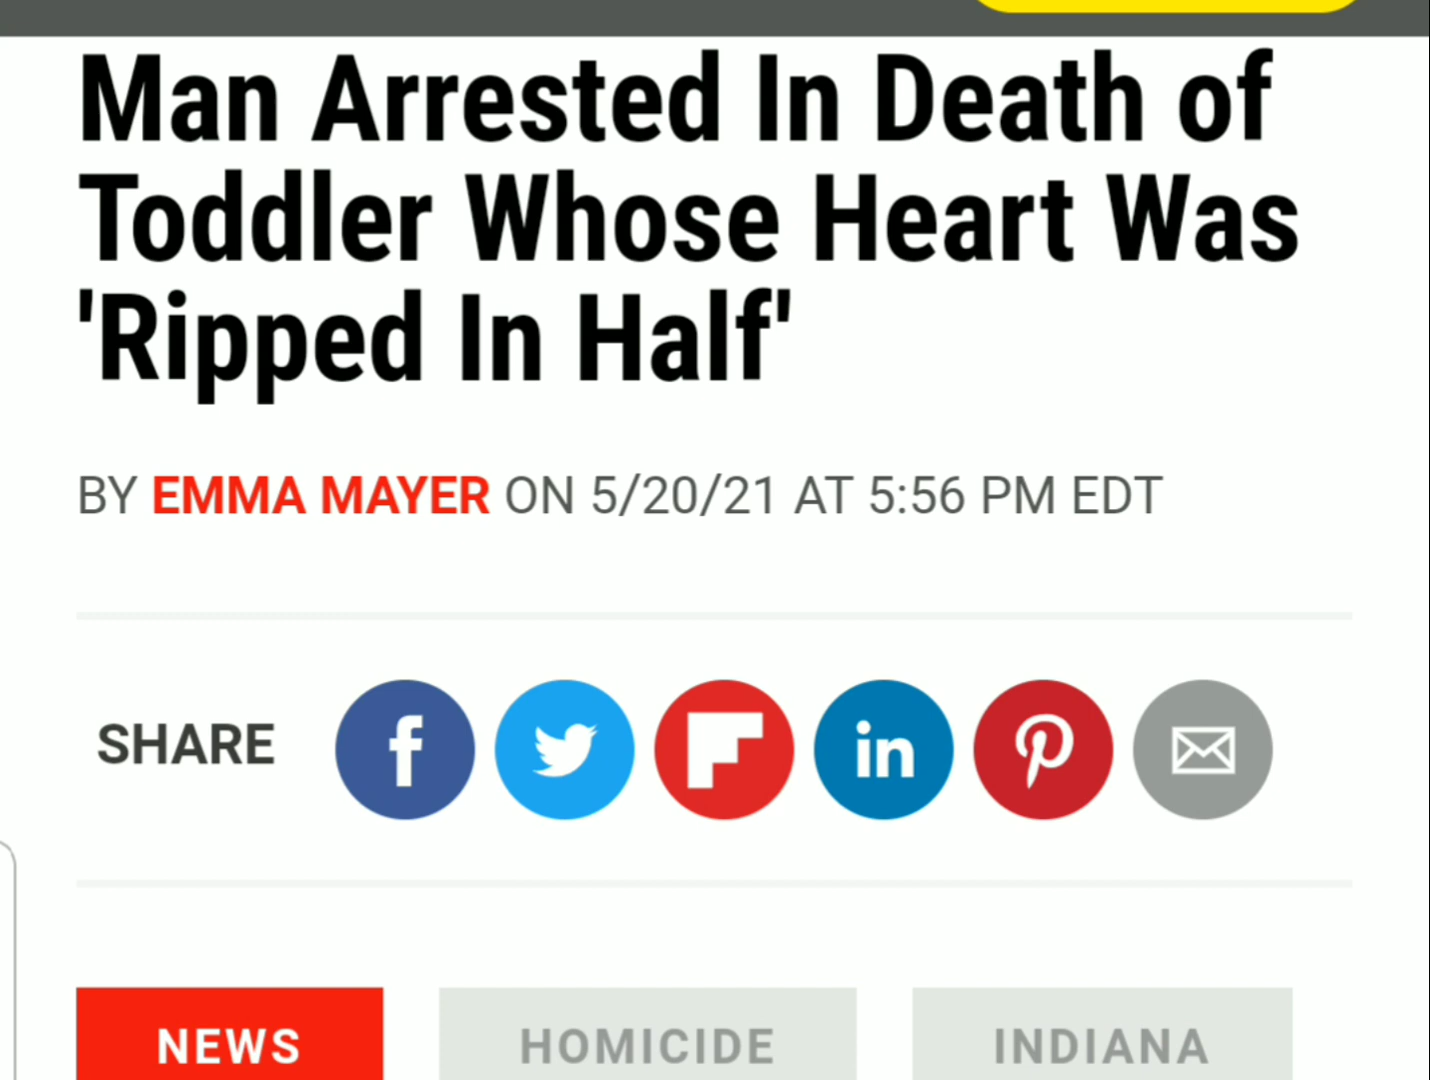 Man Arrested In Death of
Toddler Whose Heart Was
'Ripped In Half'
BY EMMA MAYER ON 5/20/21 AT 5:56 PM EDT
SHARE
NEWS HOMICIDE INDIANA